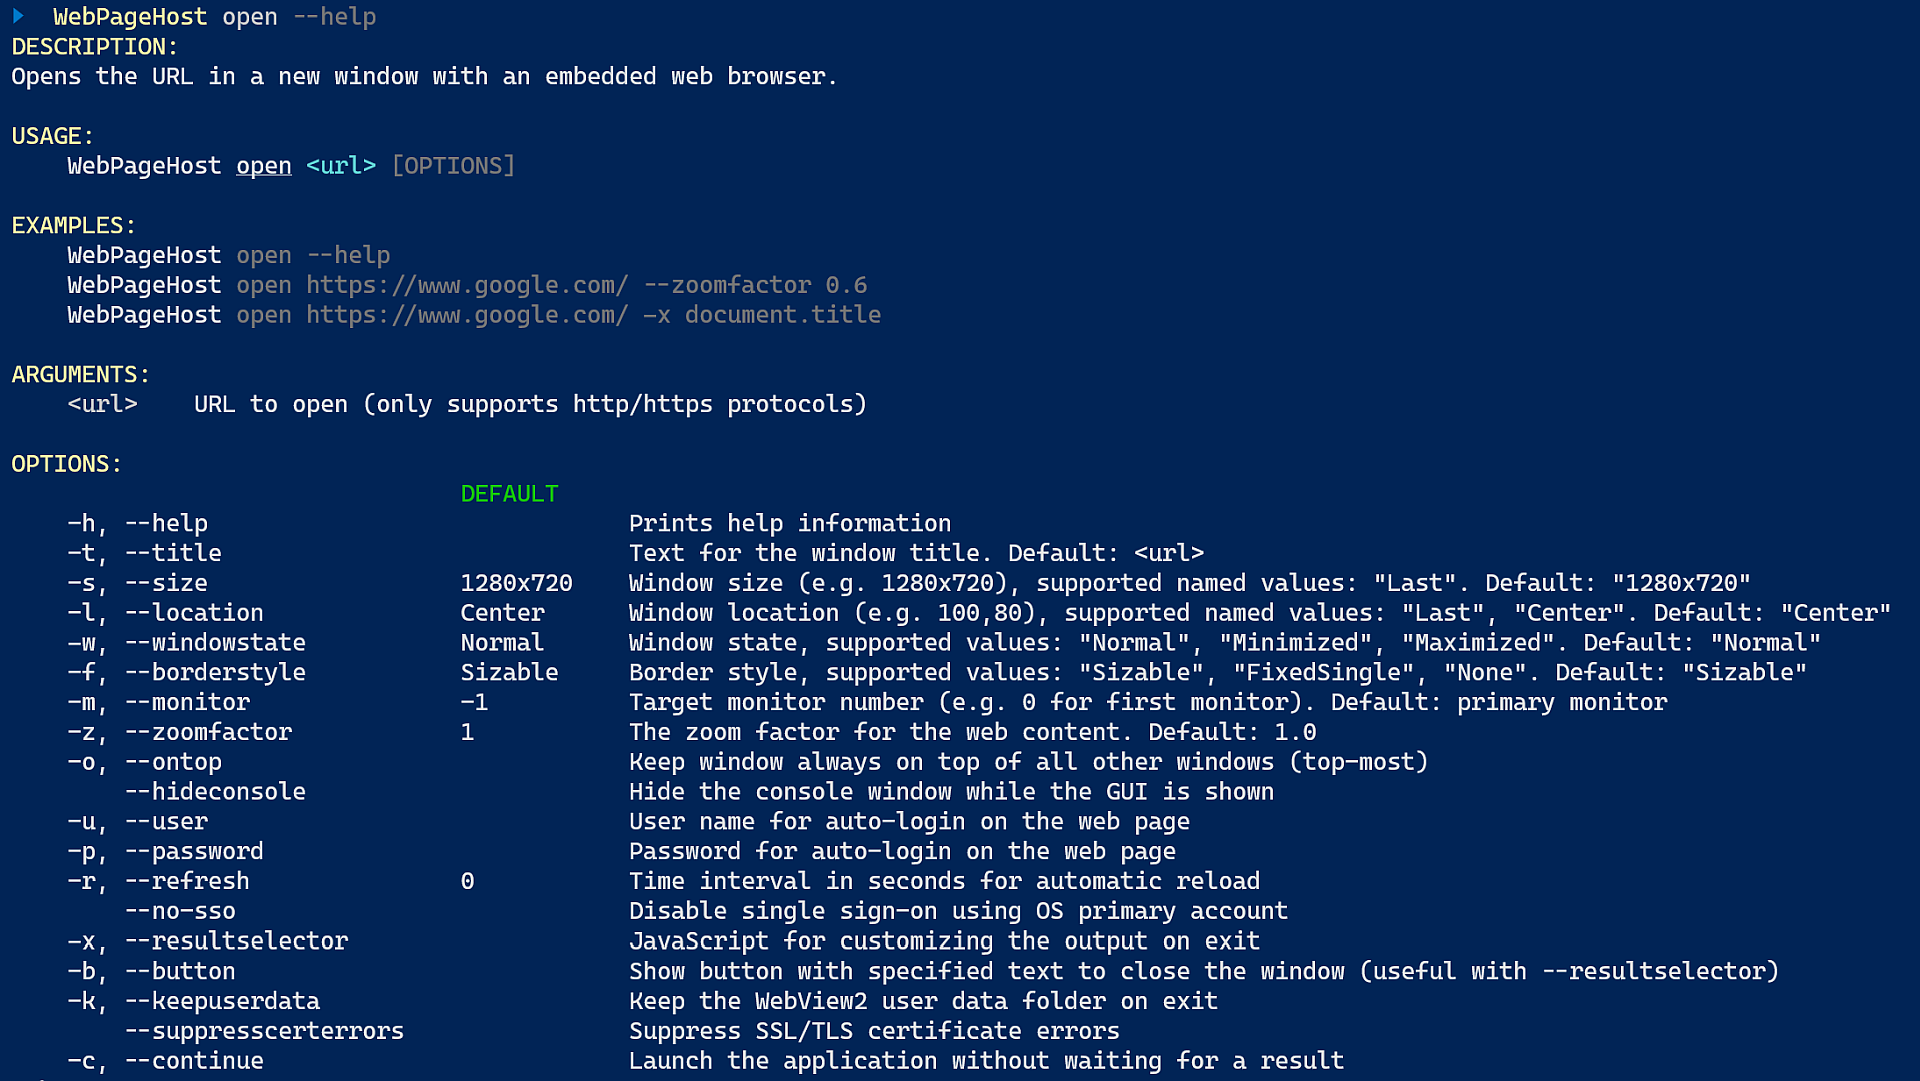 WebPageHost open --help
DESCRIPTION:
Opens the URL in a new window with an embedded web browser.
USAGE:
WebPageHost open <url> [OPTIONS]
EXAMPLES:
WebPageHost open --help
WebPageHost open https://www.google.com/ --zoomfactor 0.6
WebPageHost open https://www.google.com/ -x document.title
ARGUMENTS:
<url> URL to open (only supports http/https protocols)
OPTIONS:
DEFAULT
-h, --help Prints help information
-t, --title Text for the window title. Default: <url>
-s, --size 1280x720 Window size (e.g. 1280x720), supported named values: "Last". Default: "1280x720"
-l, --location Center Window location (e.g. 100,80), supported named values: "Last", "Center". Default: "Center"
-w, --windowstate Normal Window state, supported values: "Normal", "Minimized", "Maximized". Default: "Normal"
-f, --borderstyle Sizable Border style, supported values: "Sizable", "FixedSingle", "None". Default: "Sizable"
-m, --monitor -1 Target monitor number (e.g. 0 for first monitor). Default: primary monitor
-z, --zoomfactor 1 The zoom factor for the web content. Default: 1.0
-o, --ontop Keep window always on top of all other windows (top-most)
--hideconsole Hide the console window while the GUI is shown
-u, --user User name for auto-login on the web page
-p, --password Password for auto-login on the web page
-r, --refresh 0 Time interval in seconds for automatic reload
--no-sso Disable single sign-on using OS primary account
-x, --resultselector JavaScript for customizing the output on exit
-b, --button Show button with specified text to close the window (useful with --resultselector)
-k, --keepuserdata Keep the WebView2 user data folder on exit
--suppresscerterrors Suppress SSL/TLS certificate errors
-c, --continue Launch the application without waiting for a result